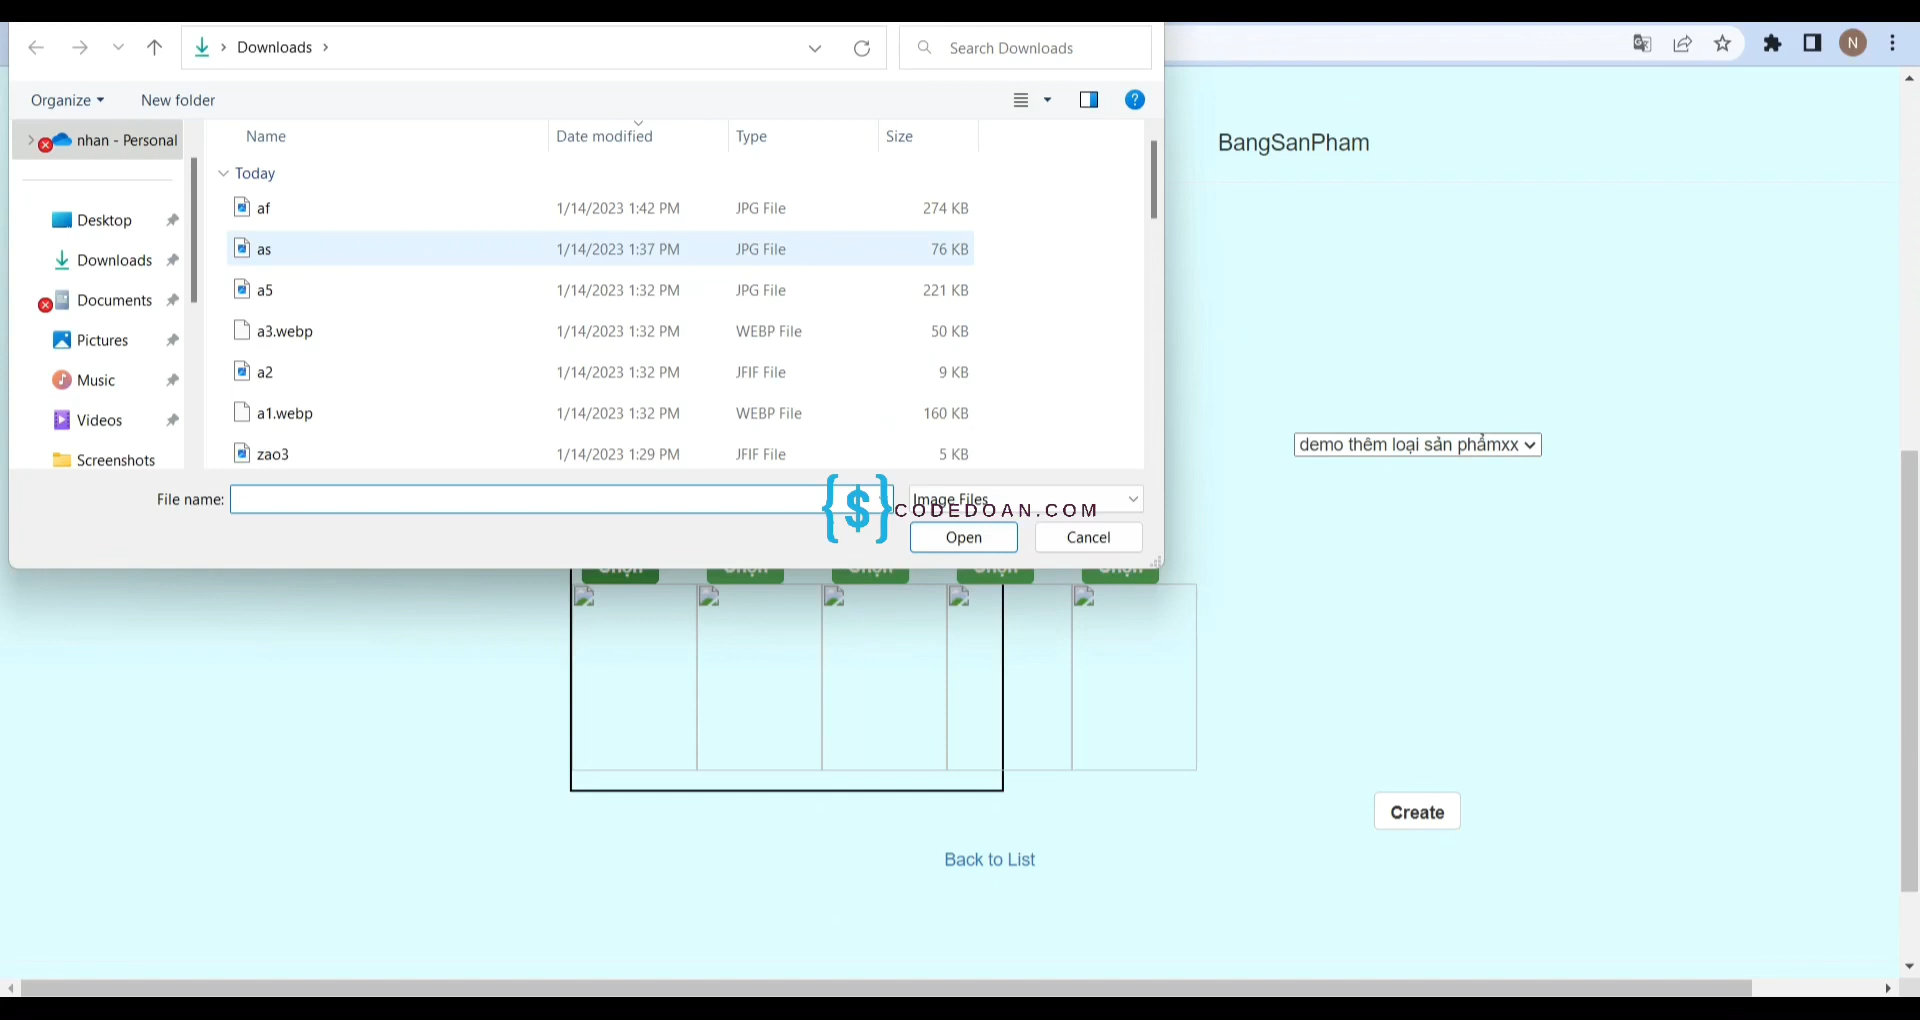 Downloads
Search Downloads
Organize
New folder
nhan - Personal
Name
Date modified
Type
Size
Today
Desktop
af
1/14/2023 1:42 PM
JPG File
274 KB
as
1/14/2023 1:37 PM
JPG File
76 KB
Downloads
a5
1/14/2023 1:32 PM
JPG File
221 KB
Documents
a3.webp
1/14/2023 1:32 PM
WEBP File
50 KB
Pictures
a2
1/14/2023 1:32 PM
JFIF File
9 KB
Music
a1.webp
1/14/2023 1:32 PM
WEBP File
160 KB
Videos
zao3
1/14/2023 1:29 PM
JFIF File
5 KB
Screenshots
File name:
Image Files
{$}CODEDOAN.COM
Open
Cancel
N
BangSanPham
demo thêm loại sản phẩmxx
Chọn
Chọn
Chọn
Chọn
Chọn
Create
Back to List